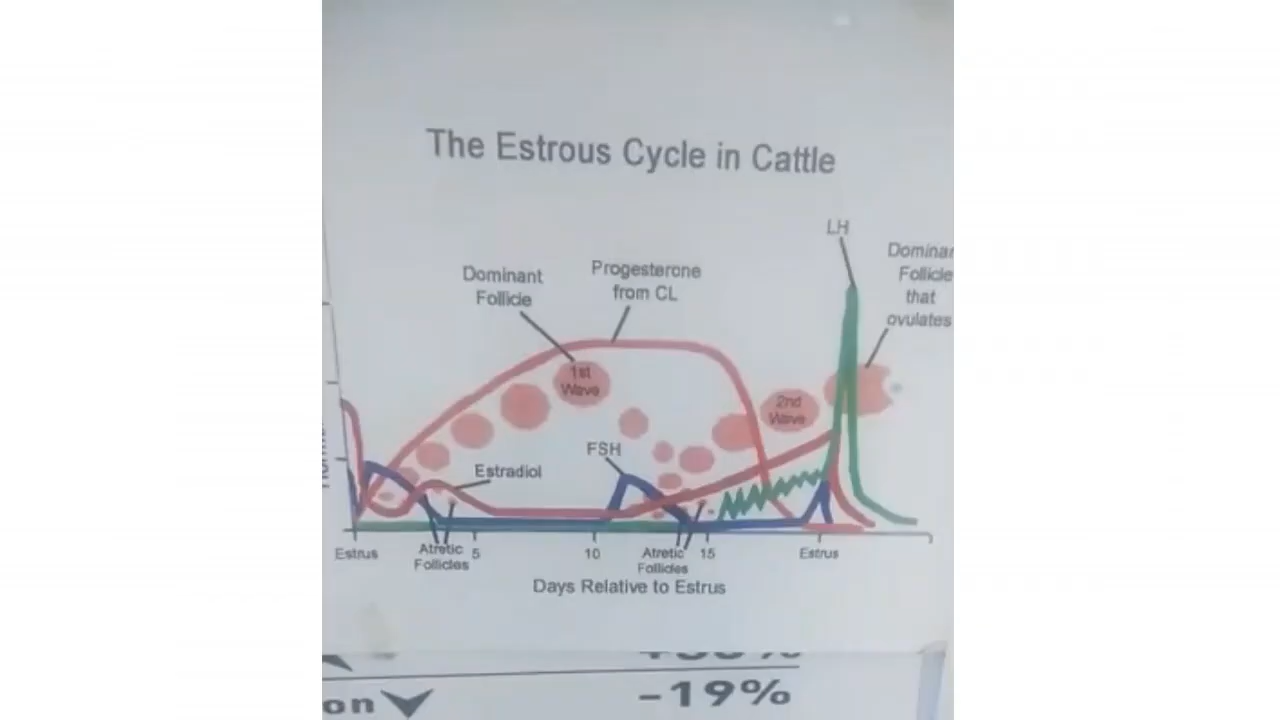 The Estrous Cycle in Cattle
LH
Dominant
Follicle
Progesterone
from CL
Follicle
that
ovulates
1st
Wave
2nd
Wave
FSH
Estradiol
Estrus
Atretic
Follicles
5
10
Atretic
Follicles
15
Estrus
Days Relative to Estrus
on
-19%